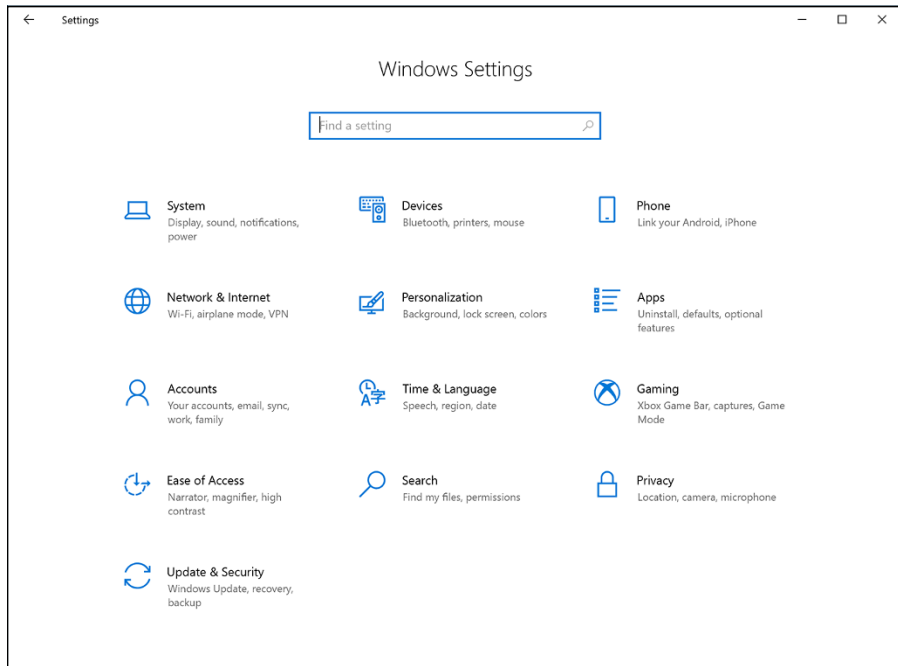 Settings
Windows Settings
Find a setting
System
Display, sound, notifications,
power
Devices
Bluetooth, printers, mouse
Phone
Link your Android, iPhone
Network & Internet
Wi-Fi, airplane mode, VPN
Personalization
Background, lock screen, colors
Apps
Uninstall, defaults, optional
features
Accounts
Your accounts, email, sync,
work, family
Time & Language
Speech, region, date
Gaming
Xbox Game Bar, captures, Game
Mode
Ease of Access
Narrator, magnifier, high
contrast
Search
Find my files, permissions
Privacy
Location, camera, microphone
Update & Security
Windows Update, recovery,
backup